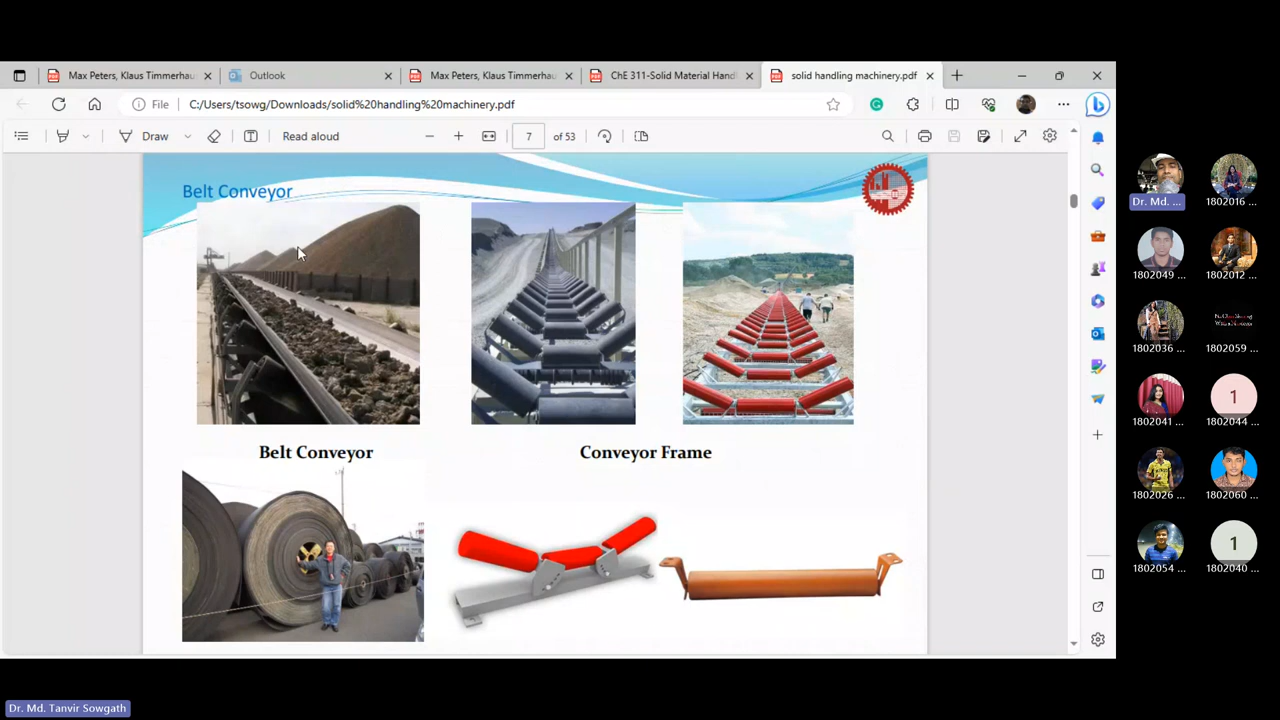 Max Peters, Klaus Timmerhaus
Outlook
Max Peters, Klaus Timmerhau
ChE 311-Solid Material Handl
solid handling machinery.pdf
File
C:/Users/tsowg/Downloads/solid%20handling%20machinery.pdf
Draw
Read aloud
7
of 53
Belt Conveyor
Belt Conveyor
Conveyor Frame
Dr. Md. ...
1802016 ...
1802049 ...
1802012 ...
1802036 ...
1802059 ...
1802041 ...
1
1802044 ...
1802026 ...
1802060 ...
1802054 ...
1
1802040 ...
Dr. Md. Tanvir Sowgath